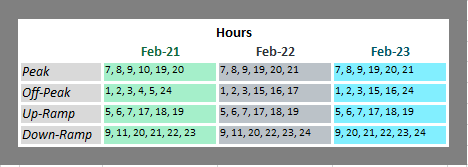 Hours
Feb-21 Feb-22 Feb-23
Peak 7, 8, 9, 10, 19, 20 7, 8, 9, 19, 20, 21 7, 8, 9, 19, 20, 21
Off-Peak 1, 2, 3, 4, 5, 24 1, 2, 3, 15, 16, 17 1, 2, 3, 15, 16, 24
Up-Ramp 5, 6, 7, 17, 18, 19 5, 6, 7, 17, 18, 19 5, 6, 7, 17, 18, 19
Down-Ramp 9, 11, 20, 21, 22, 23 9, 11, 20, 22, 23, 24 9, 20, 21, 22, 23, 24